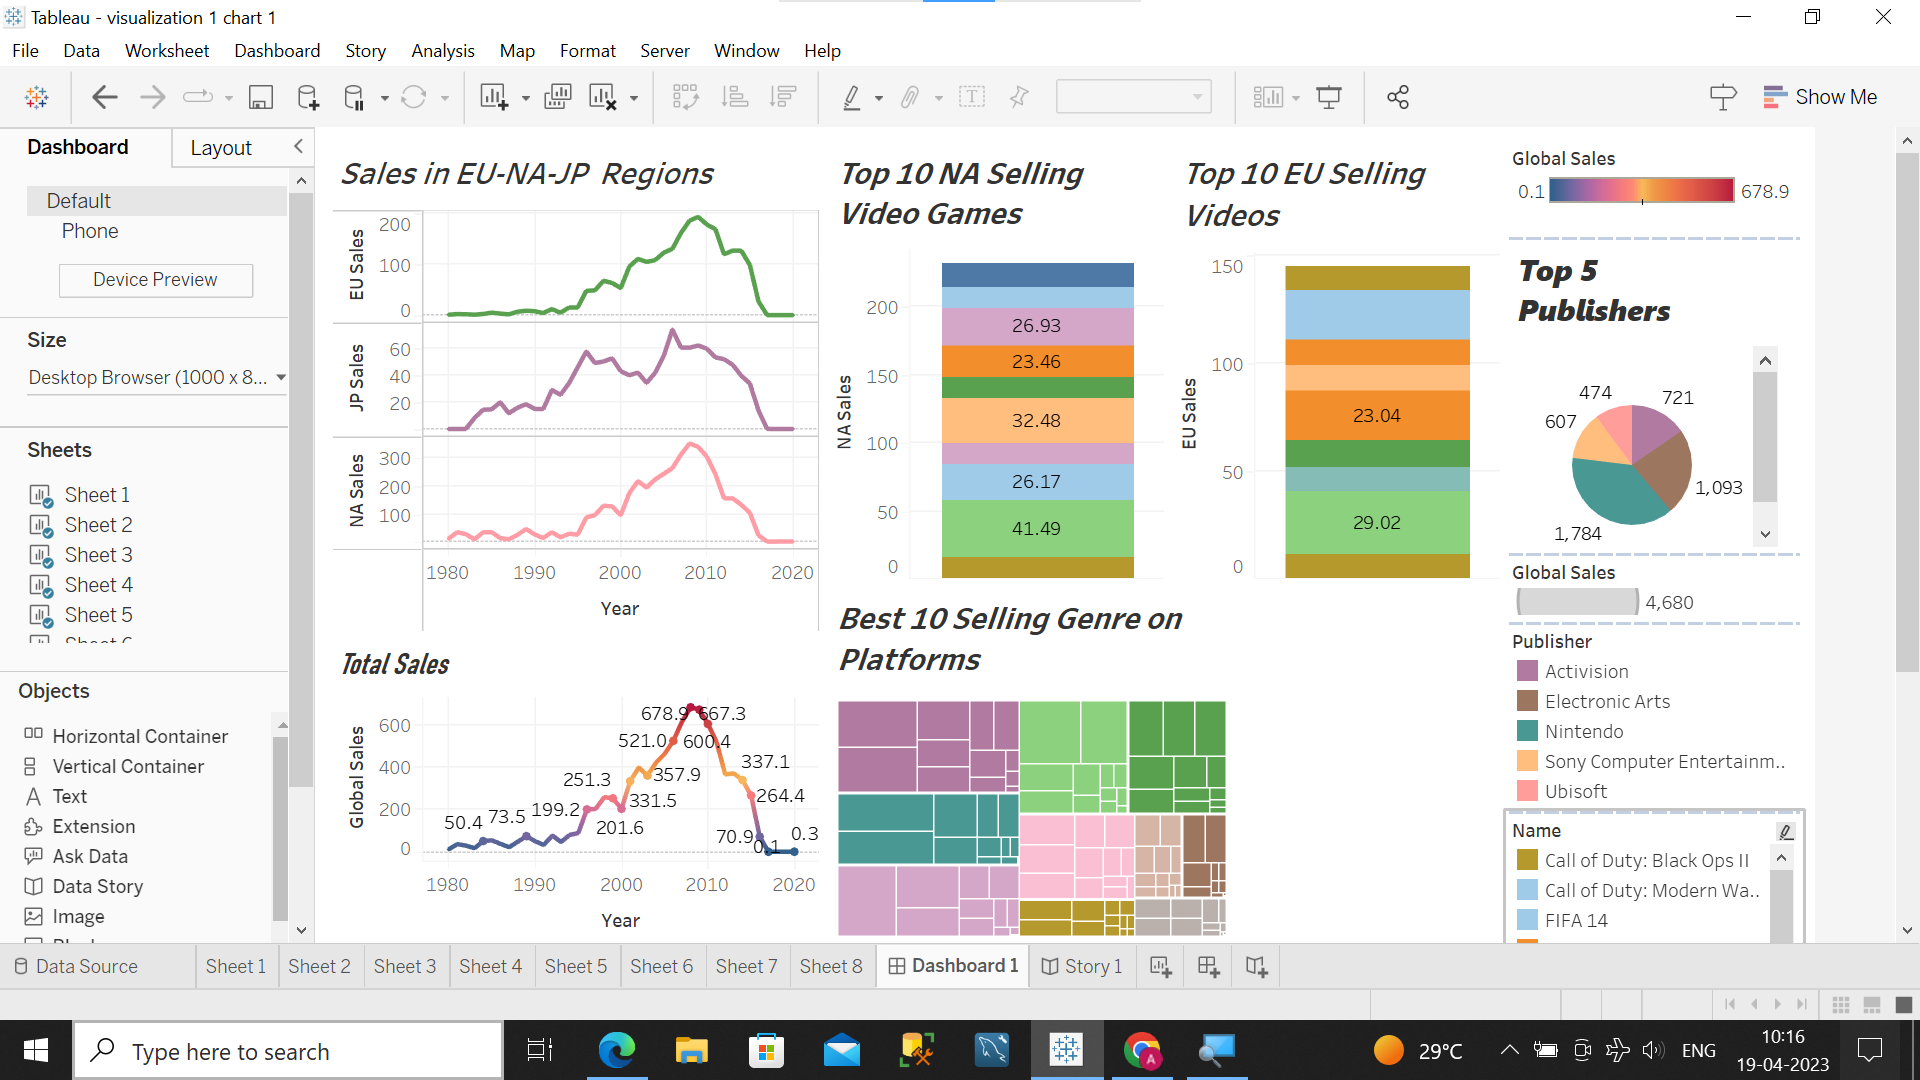 Tableau - visualization 1 chart 1
File Data Worksheet Dashboard Story Analysis Map Format Server Window Help
Show Me
Dashboard Layout
Default
Phone
Device Preview
Size
Desktop Browser (1000 x 8...
Sheets
Sheet 1
Sheet 2
Sheet 3
Sheet 4
Sheet 5
Objects
Horizontal Container
Vertical Container
Text
Extension
Ask Data
Data Story
Image
Sales in EU-NA-JP Regions
EU Sales
200
100
0
JP Sales
60
40
20
NA Sales
300
200
100
1980 1990 2000 2010 2020
Year
Total Sales
Global Sales
600
400
200
0
50.4 73.5 199.2 251.3 201.6 331.5 357.9 521.0 678.9 667.3 600.4 337.1 264.4 70.9 0.1 0.3
1980 1990 2000 2010 2020
Year
Top 10 NA Selling
Video Games
NA Sales
200
150
100
50
0
26.93
23.46
32.48
26.17
41.49
Top 10 EU Selling
Videos
EU Sales
150
100
50
0
23.04
29.02
Best 10 Selling Genre on
Platforms
Global Sales
0.1 678.9
Top 5
Publishers
474 721
607
1,093
1,784
Global Sales
4,680
Publisher
Activision
Electronic Arts
Nintendo
Sony Computer Entertainm..
Ubisoft
Name
Call of Duty: Black Ops II
Call of Duty: Modern Wa..
FIFA 14
Data Source Sheet 1 Sheet 2 Sheet 3 Sheet 4 Sheet 5 Sheet 6 Sheet 7 Sheet 8 Dashboard 1 Story 1
Type here to search
A
29°C
ENG
10:16
19-04-2023